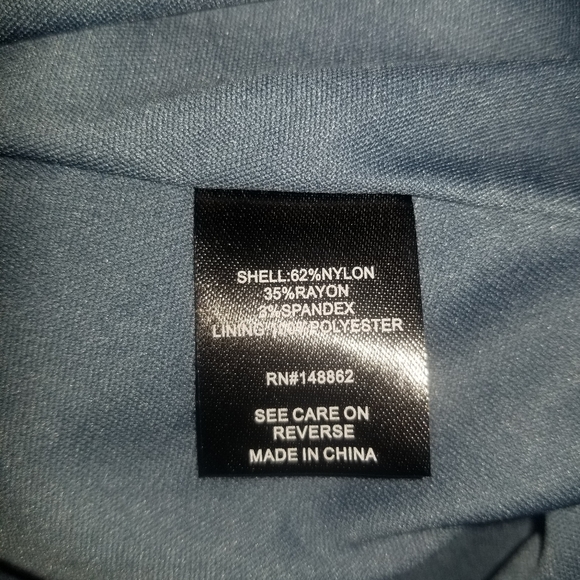 SHELL:62%NYLON
35%RAYON
3%SPANDEX
LINING:100%POLYESTER
RN#148862
SEE CARE ON
REVERSE
MADE IN CHINA